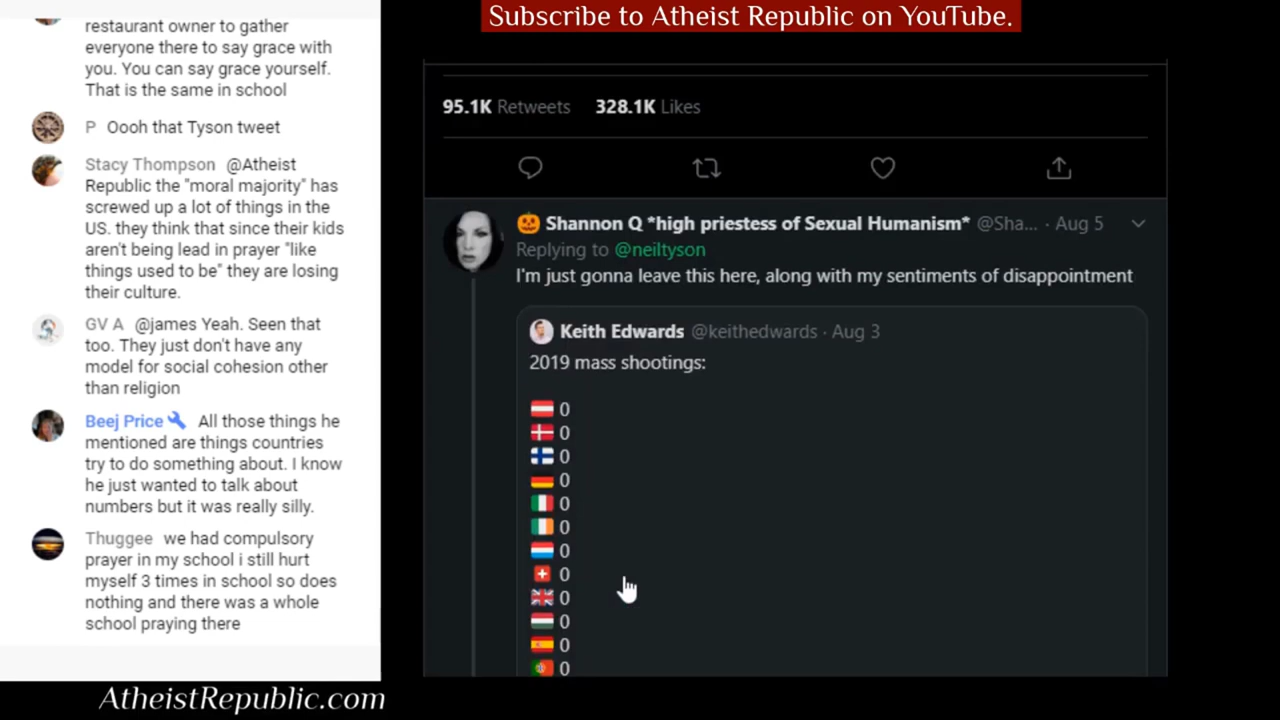 Subscribe to Atheist Republic on YouTube.
restaurant owner to gather
everyone there to say grace with
you. You can say grace yourself.
That is the same in school
P Oooh that Tyson tweet
Stacy Thompson @Atheist
Republic the "moral majority" has
screwed up a lot of things in the
US. they think that since their kids
aren't being lead in prayer "like
things used to be" they are losing
their culture.
GV A @james Yeah. Seen that
too. They just don't have any
model for social cohesion other
than religion
Beej Price All those things he
mentioned are things countries
try to do something about. I know
he just wanted to talk about
numbers but it was really silly.
Thuggee we had compulsory
prayer in my school i still hurt
myself 3 times in school so does
nothing and there was a whole
school praying there
95.1K Retweets 328.1K Likes
Shannon Q *high priestess of Sexual Humanism* @Sha... · Aug 5
Replying to @neiltyson
I'm just gonna leave this here, along with my sentiments of disappointment
Keith Edwards @keithedwards · Aug 3
2019 mass shootings:
🇦🇹 0
🇩🇰 0
🇫🇮 0
🇩🇪 0
🇮🇹 0
🇮🇪 0
🇱🇺 0
🇨🇭 0
🇬🇧 0
🇭🇺 0
🇪🇸 0
🇵🇹 0
AtheistRepublic.com